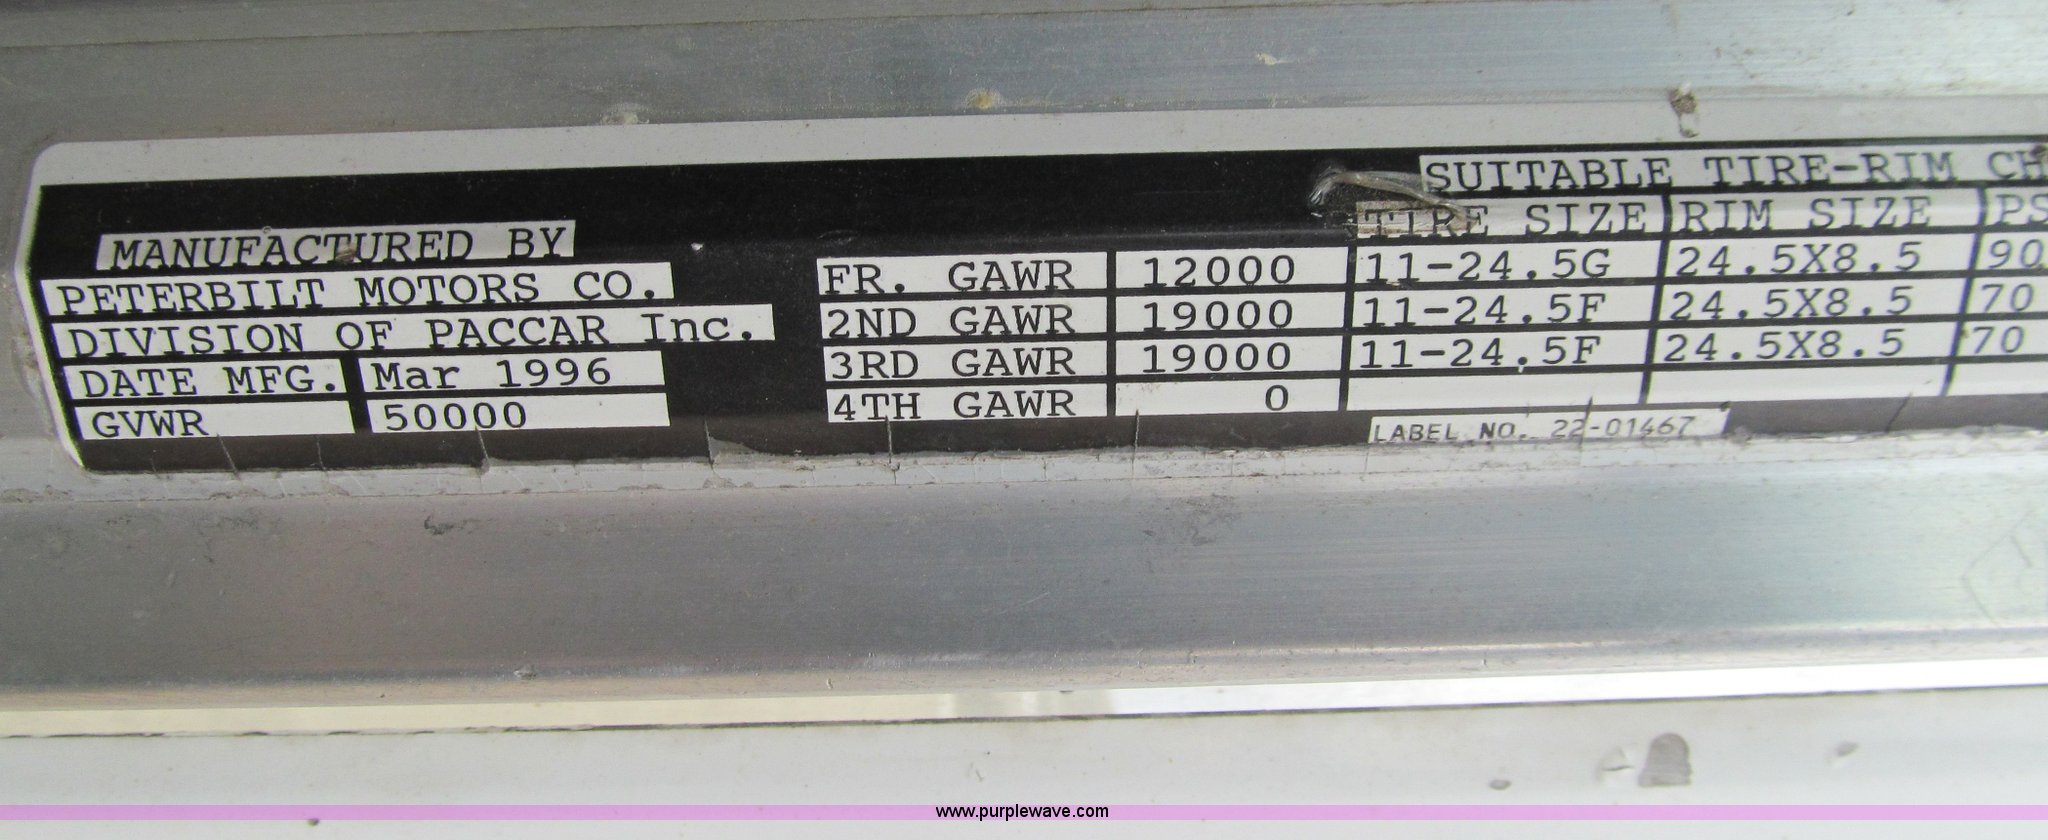 MANUFACTURED BY
PETERBILT MOTORS CO.
DIVISION OF PACCAR Inc.
DATE MFG. Mar 1996
GVWR 50000
SUITABLE TIRE-RIM CH
TIRE SIZE RIM SIZE PS
FR. GAWR 12000 11-24.5G 24.5X8.5 90
2ND GAWR 19000 11-24.5F 24.5X8.5 70
3RD GAWR 19000 11-24.5F 24.5X8.5 70
4TH GAWR 0
LABEL NO. 22-01467
www.purplewave.com